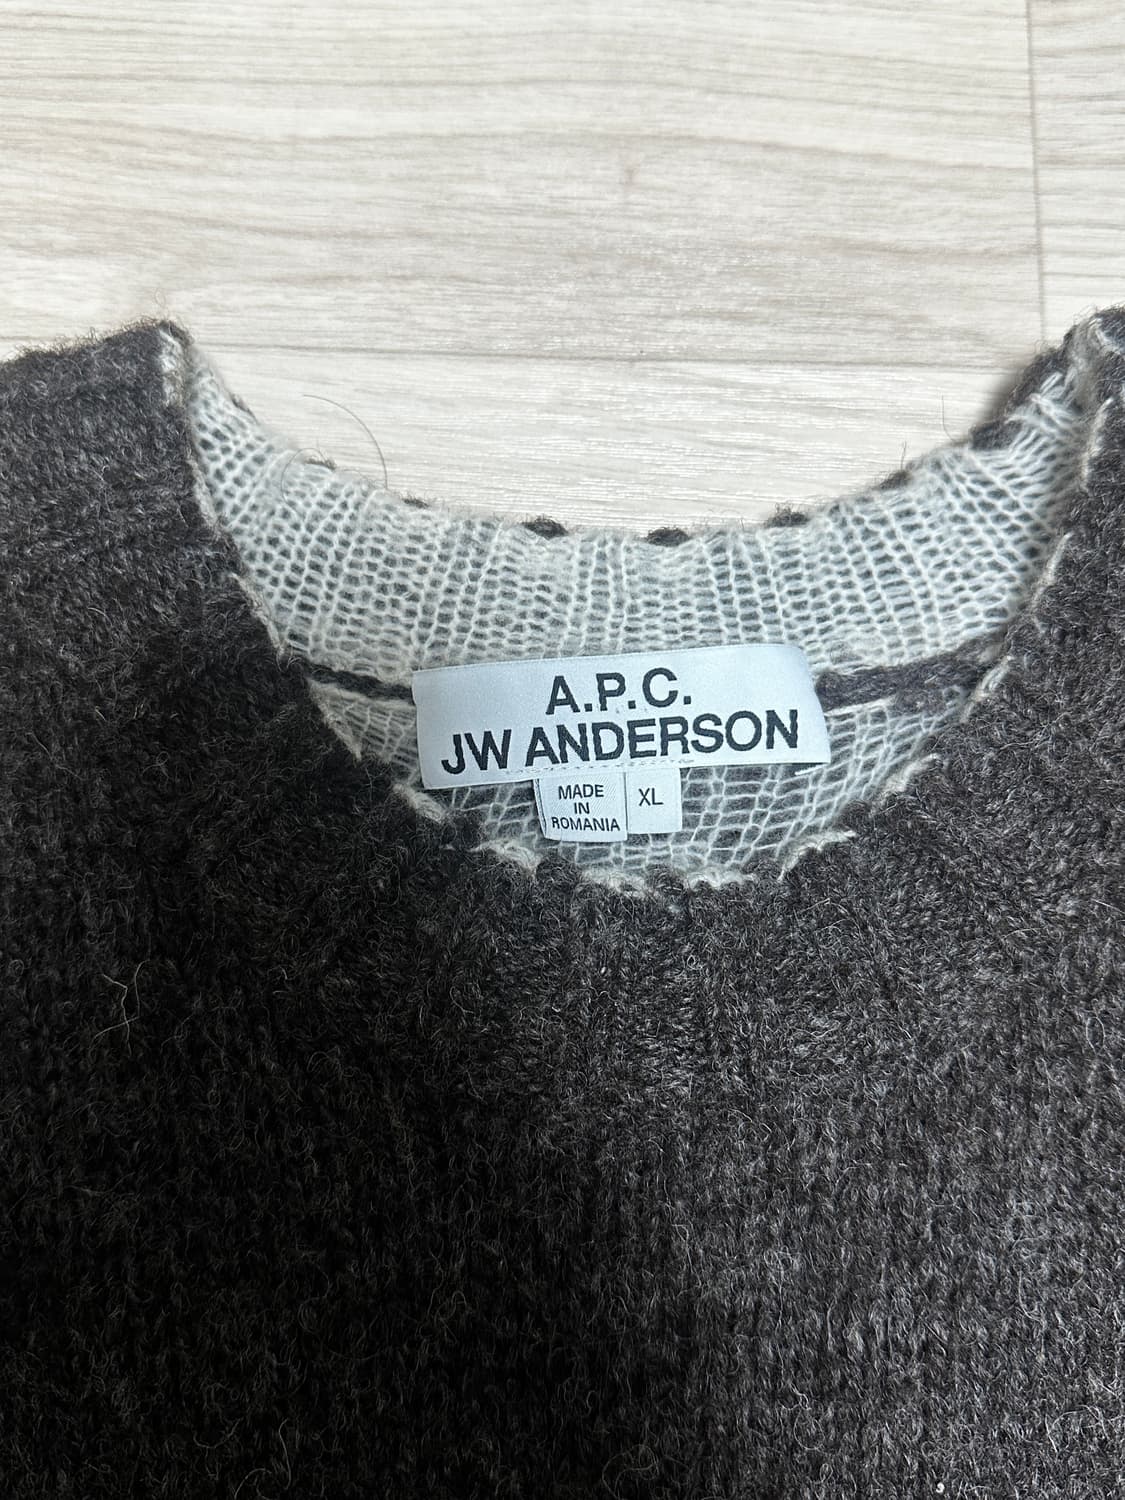 A.P.C.
JW ANDERSON
MADE
IN
ROMANIA
XL